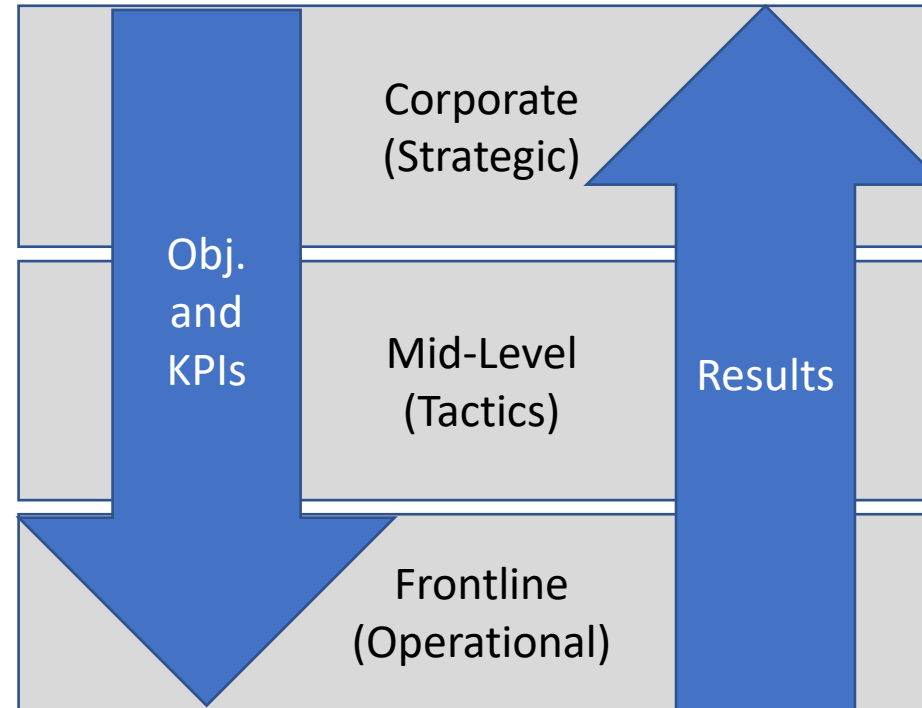 Corporate
(Strategic)
Obj.
and
KPIs
Mid-Level
(Tactics)
Results
Frontline
(Operational)